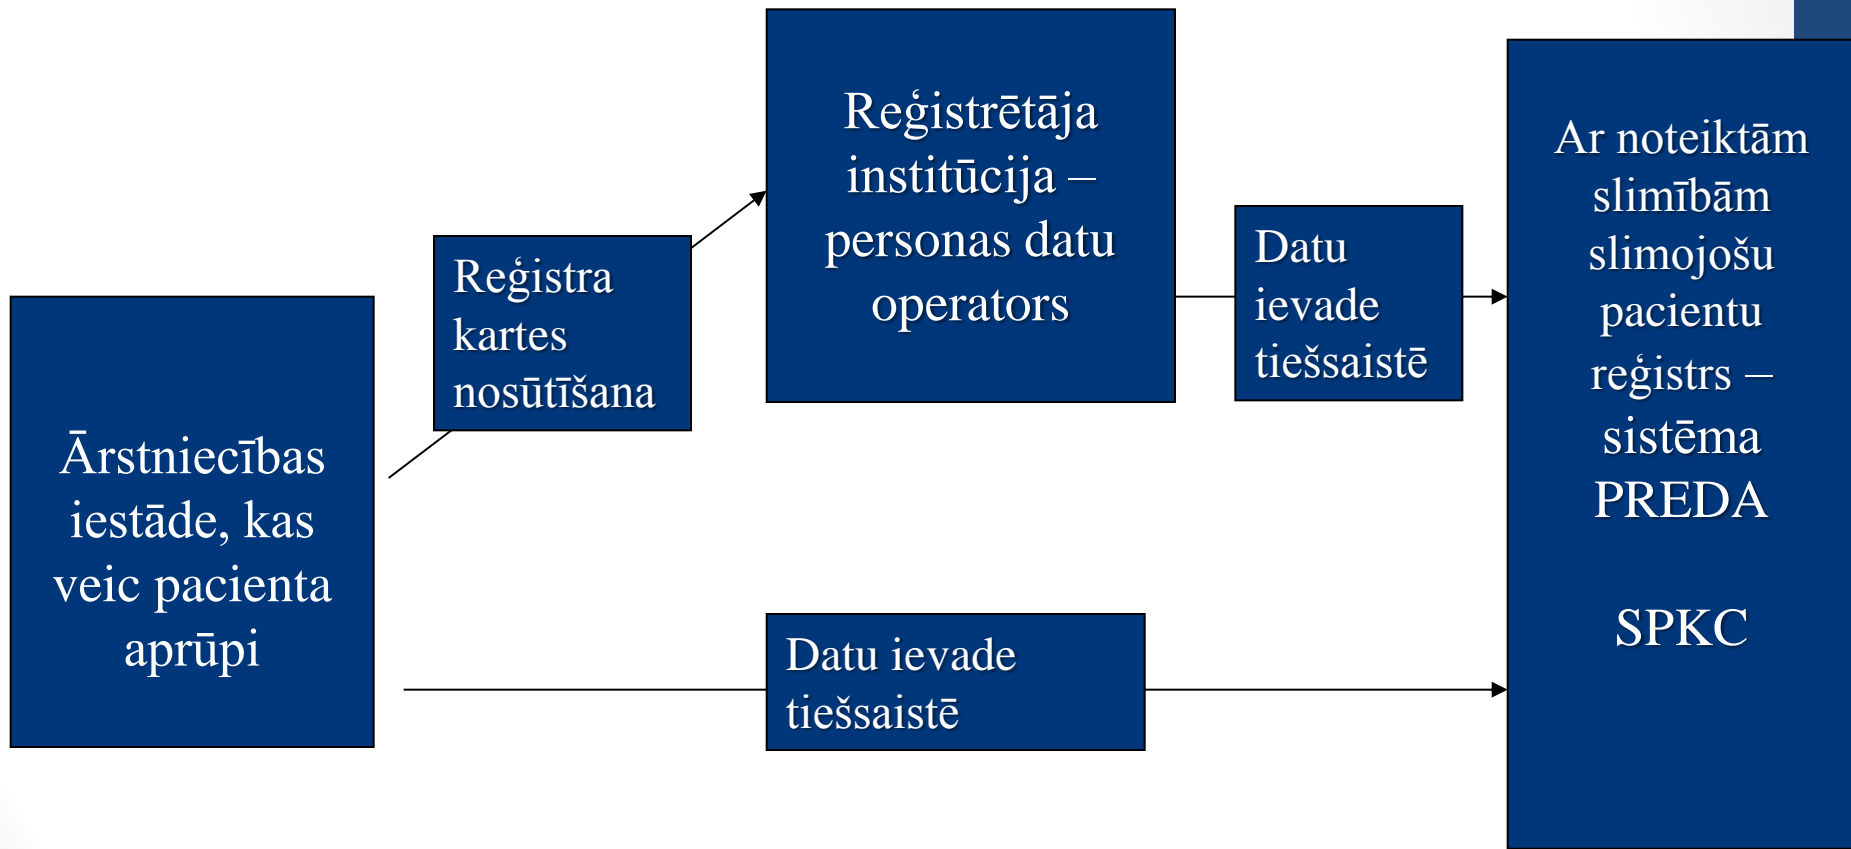 Ārstniecības
iestāde, kas
veic pacienta
aprūpi
Reģistra
kartes
nosūtīšana
Reģistrētāja
institūcija –
personas datu
operators
Datu
ievade
tiešsaistē
Datu ievade
tiešsaistē
Ar noteiktām
slimībām
slimojošu
pacientu
reģistrs –
sistēma
PREDA
SPKC